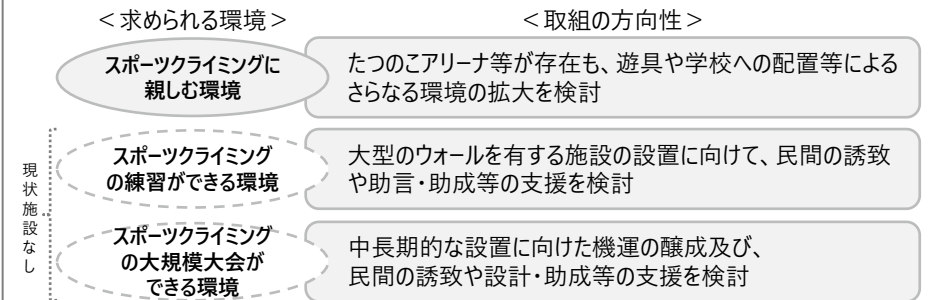 ＜求められる環境＞
＜取組の方向性＞
スポーツクライミングに
親しむ環境
たつのこアリーナ等が存在も、遊具や学校への配置等による
さらなる環境の拡大を検討
現状施設なし
スポーツクライミング
の練習ができる環境
大型のウォールを有する施設の設置に向けて、民間の誘致
や助言・助成等の支援を検討
スポーツクライミング
の大規模大会が
できる環境
中長期的な設置に向けた機運の醸成及び、
民間の誘致や設計・助成等の支援を検討